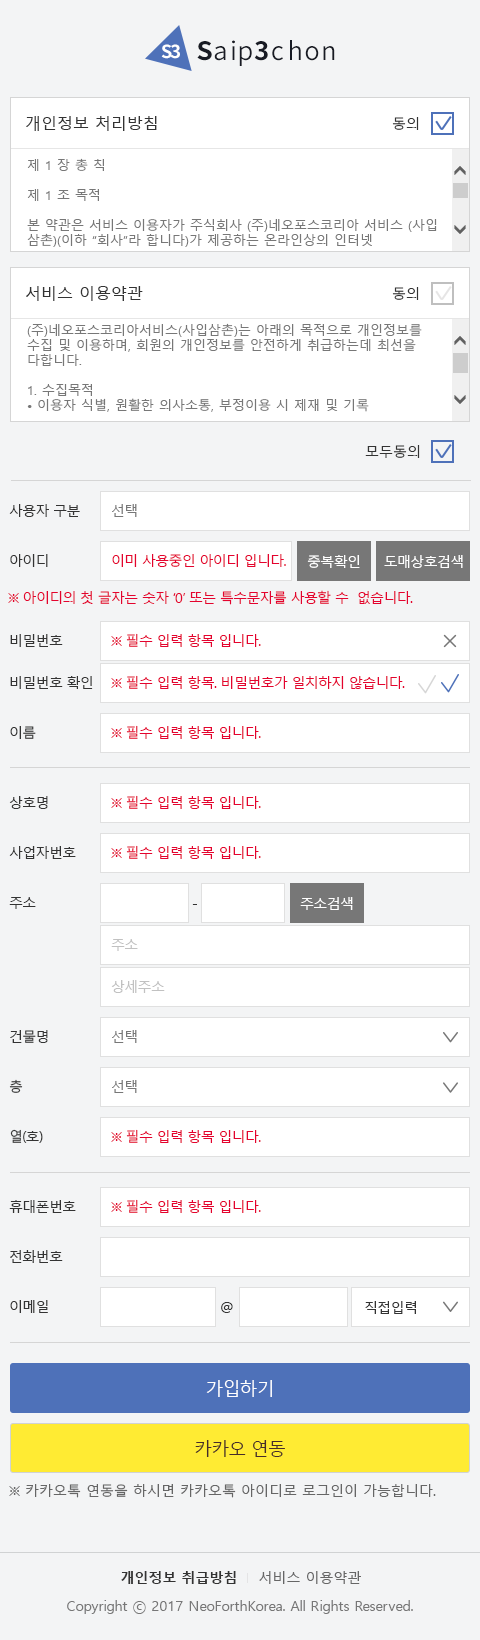 S3 Saip3chon
개인정보 처리방침 동의
제 1 장 총 칙
제 1 조 목적
본 약관은 서비스 이용자가 주식회사 (주)네오포스코리아 서비스 (사입
삼촌)(이하 “회사”라 합니다)가 제공하는 온라인상의 인터넷
서비스 이용약관 동의
(주)네오포스코리아서비스(사입삼촌)는 아래의 목적으로 개인정보를
수집 및 이용하며, 회원의 개인정보를 안전하게 취급하는데 최선을
다합니다.
1. 수집목적
• 이용자 식별, 원활한 의사소통, 부정이용 시 제재 및 기록
모두동의
사용자 구분 선택
아이디 이미 사용중인 아이디 입니다. 중복확인 도매상호검색
※ 아이디의 첫 글자는 숫자 ‘0’ 또는 특수문자를 사용할 수 없습니다.
비밀번호 ※ 필수 입력 항목 입니다.
비밀번호 확인 ※ 필수 입력 항목. 비밀번호가 일치하지 않습니다.
이름 ※ 필수 입력 항목 입니다.
상호명 ※ 필수 입력 항목 입니다.
사업자번호 ※ 필수 입력 항목 입니다.
주소 - 주소검색
주소
상세주소
건물명 선택
층 선택
열(호) ※ 필수 입력 항목 입니다.
휴대폰번호 ※ 필수 입력 항목 입니다.
전화번호
이메일 @ 직접입력
가입하기
카카오 연동
※ 카카오톡 연동을 하시면 카카오톡 아이디로 로그인이 가능합니다.
개인정보 취급방침 | 서비스 이용약관
Copyright ⓒ 2017 NeoForthKorea. All Rights Reserved.